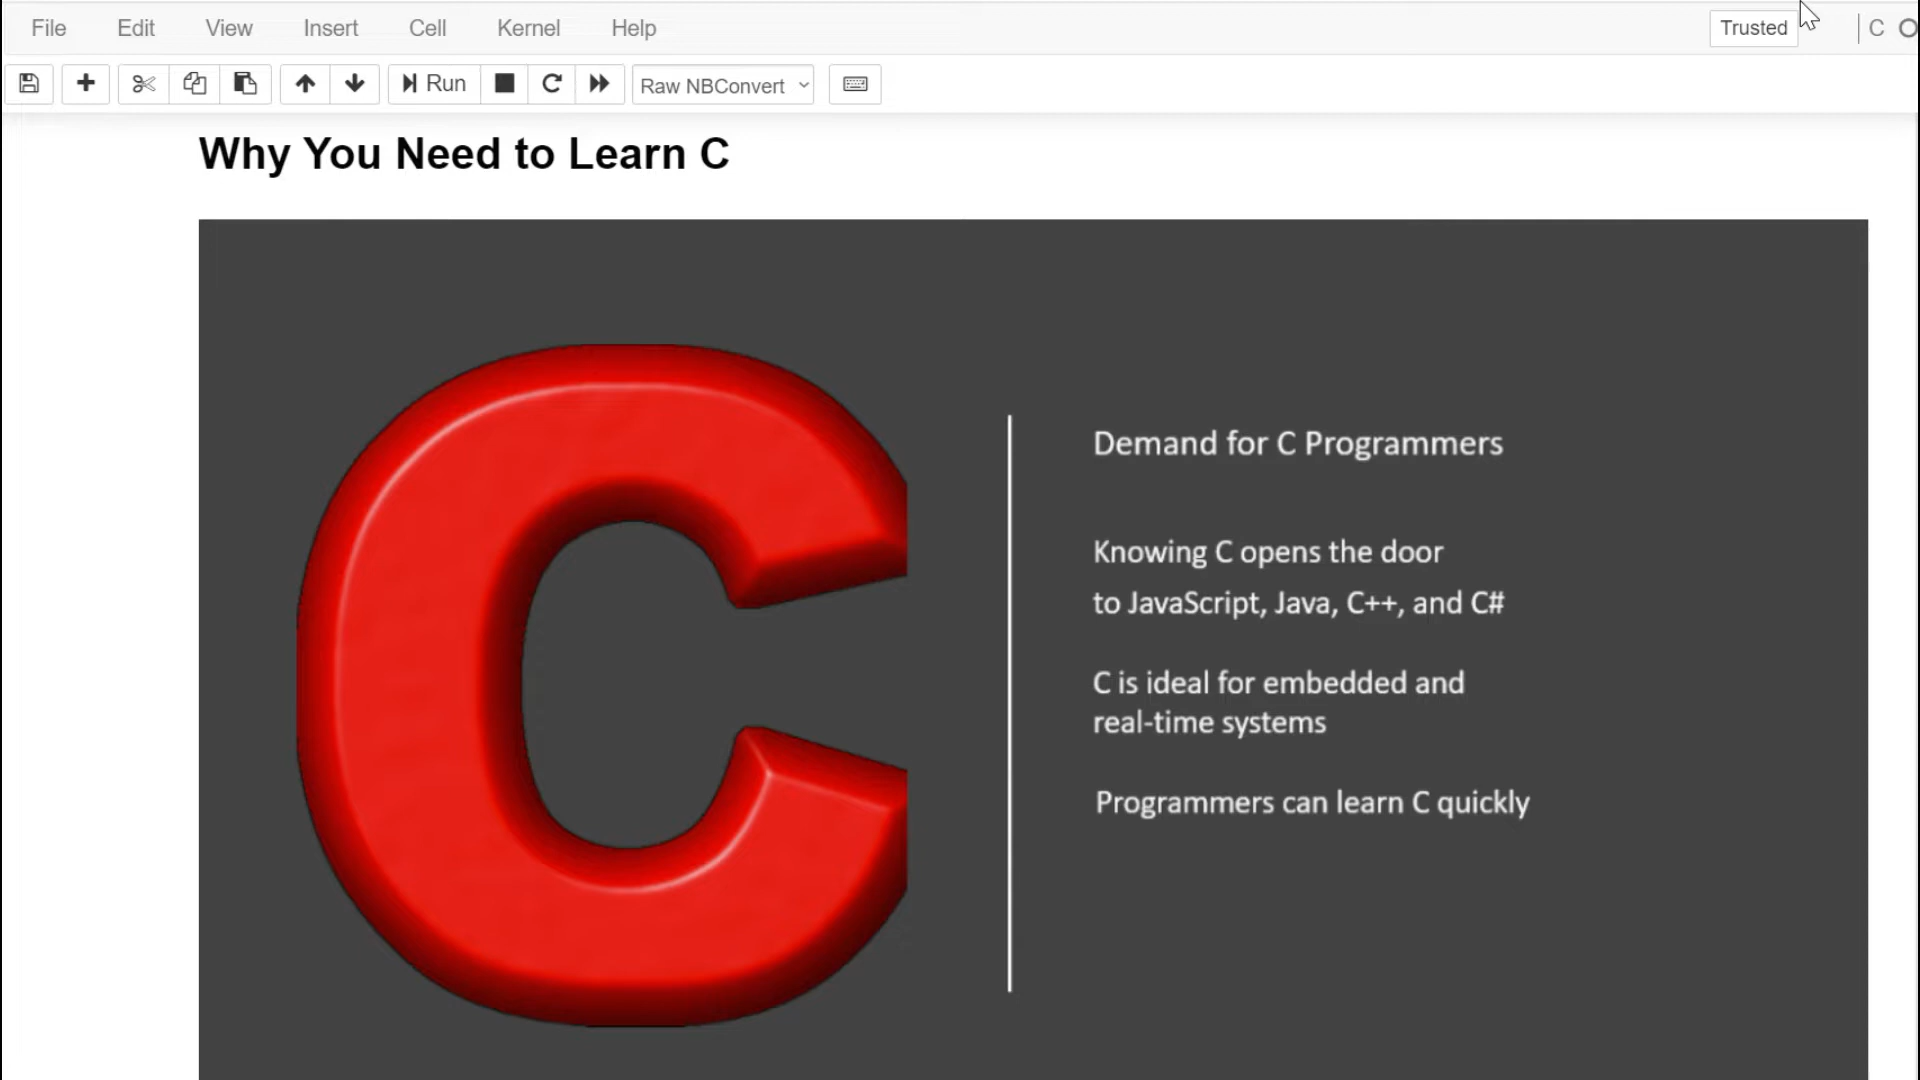 File Edit View Insert Cell Kernel Help Trusted C
Run Raw NBConvert
Why You Need to Learn C
C
Demand for C Programmers
Knowing C opens the door
to JavaScript, Java, C++, and C#
C is ideal for embedded and
real-time systems
Programmers can learn C quickly